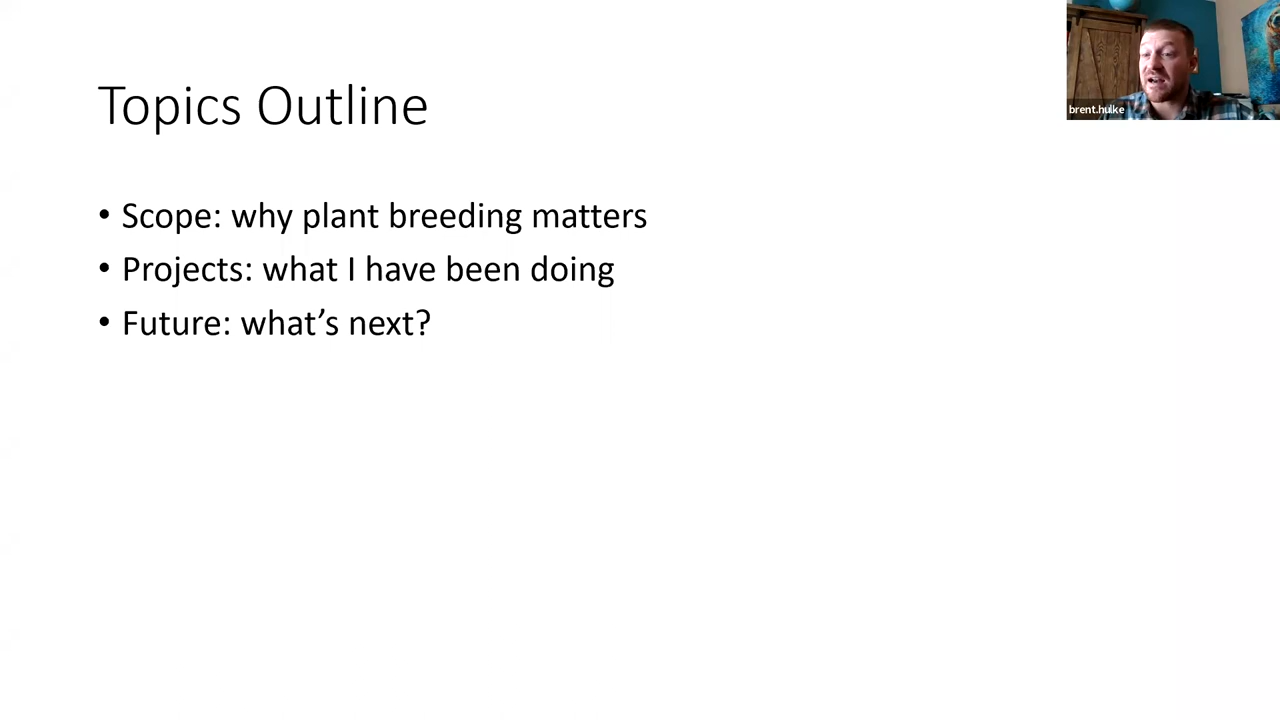 Topics Outline
• Scope: why plant breeding matters
• Projects: what I have been doing
• Future: what’s next?
brent.hulke